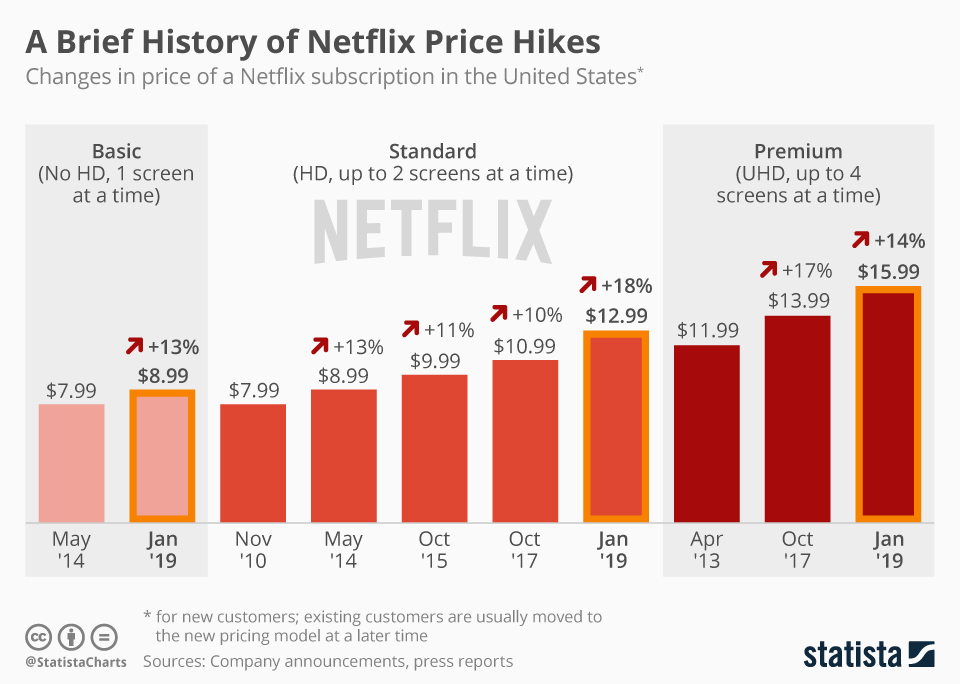 A Brief History of Netflix Price Hikes
Changes in price of a Netflix subscription in the United States*
Basic
(No HD, 1 screen
at a time)
Standard
(HD, up to 2 screens at a time)
Premium
(UHD, up to 4
screens at a time)
NETFLIX
$7.99
+13%
$8.99
$7.99
+13%
$8.99
+11%
$9.99
+10%
$10.99
+18%
$12.99
$11.99
+17%
$13.99
+14%
$15.99
May
'14
Jan
'19
Nov
'10
May
'14
Oct
'15
Oct
'17
Jan
'19
Apr
'13
Oct
'17
Jan
'19
* for new customers; existing customers are usually moved to
the new pricing model at a later time
cc
@StatistaCharts
Sources: Company announcements, press reports
statista